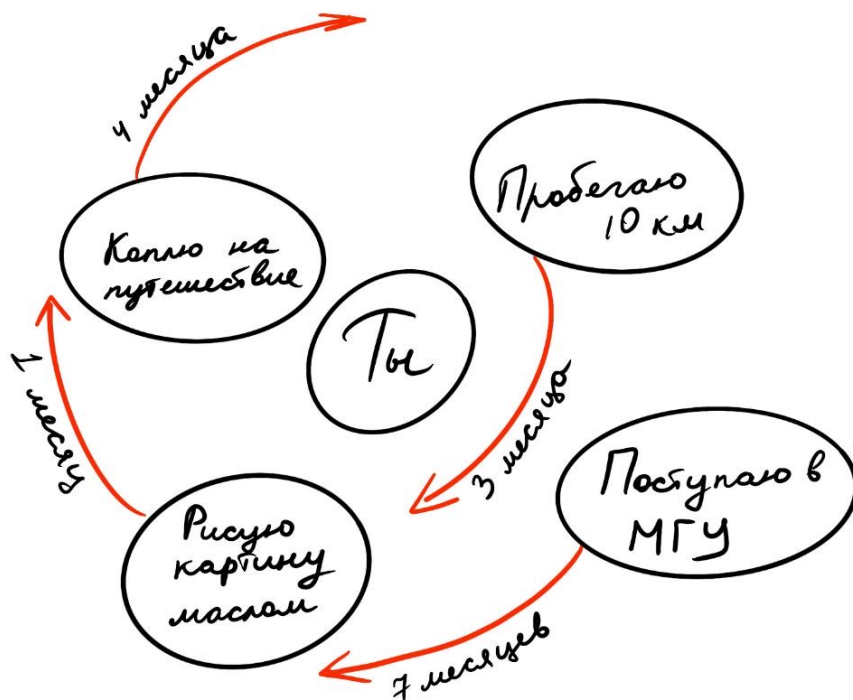 4 месяца
Пробегаю
10 км
Коплю на
путешествие
Ты
1 месяц
3 месяца
Поступаю в
МГУ
Рисую
картину
маслом
7 месяцев